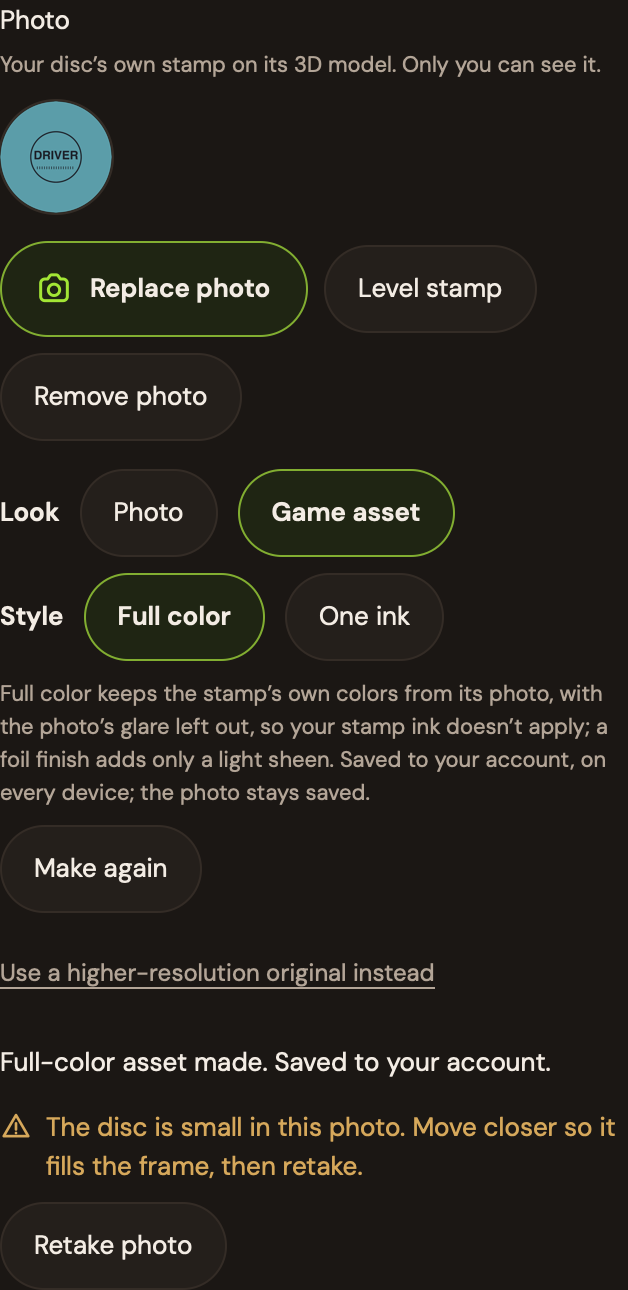 Photo
Your disc’s own stamp on its 3D model. Only you can see it.
DRIVER
Replace photo
Level stamp
Remove photo
Look
Photo
Game asset
Style
Full color
One ink
Full color keeps the stamp’s own colors from its photo, with
the photo’s glare left out, so your stamp ink doesn’t apply; a
foil finish adds only a light sheen. Saved to your account, on
every device; the photo stays saved.
Make again
Use a higher-resolution original instead
Full-color asset made. Saved to your account.
The disc is small in this photo. Move closer so it
fills the frame, then retake.
Retake photo